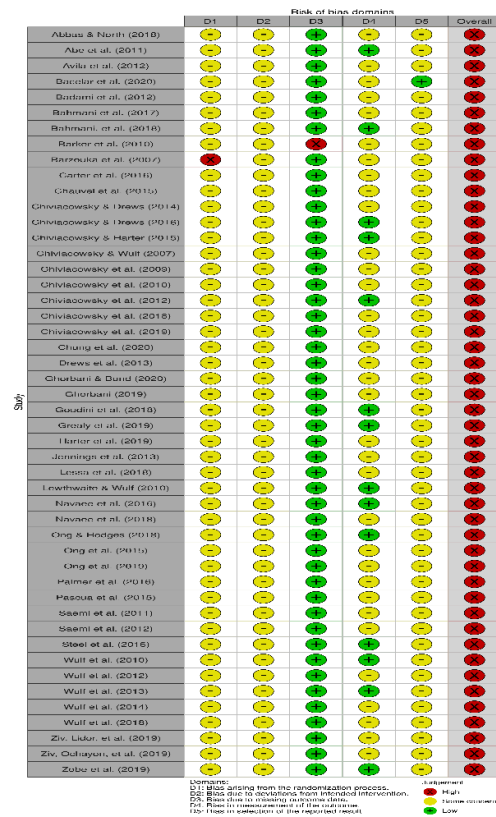 Risk of bias domains
D1 D2 D3 D4 D5 Overall
Study
Abbas & North (2018)
Abe et al. (2011)
Avila et al. (2012)
Bacelar et al. (2020)
Badami et al. (2012)
Bahmani et al. (2017)
Bahmani. et al. (2018)
Barker et al. (2010)
Barzouka et al. (2007)
Carter et al. (2016)
Chauvel et al. (2015)
Chiviacowsky & Drews (2014)
Chiviacowsky & Drews (2016)
Chiviacowsky & Harter (2015)
Chiviacowsky & Wulf (2007)
Chiviacowsky et al. (2009)
Chiviacowsky et al. (2010)
Chiviacowsky et al. (2012)
Chiviacowsky et al. (2018)
Chiviacowsky et al. (2019)
Chung et al. (2020)
Drews et al. (2013)
Ghorbani & Bund (2020)
Ghorbani (2019)
Goudini et al. (2018)
Grealy et al. (2019)
Harter et al. (2019)
Jennings et al. (2013)
Lessa et al. (2018)
Lewthwaite & Wulf (2010)
Navaee et al. (2016)
Navaee et al. (2018)
Ong & Hodges (2018)
Ong et al. (2015)
Ong et al. (2019)
Palmer et al. (2016)
Pascua et al. (2015)
Saemi et al. (2011)
Saemi et al. (2012)
Steel et al. (2016)
Wulf et al. (2010)
Wulf et al. (2012)
Wulf et al. (2013)
Wulf et al. (2014)
Wulf et al. (2018)
Ziv, Lidor, et al. (2019)
Ziv, Ochayon, et al. (2019)
Zobe et al. (2019)
Domains:
D1: Bias arising from the randomization process.
D2: Bias due to deviations from intended intervention.
D3: Bias due to missing outcome data.
D4: Bias in measurement of the outcome.
D5: Bias in selection of the reported result.
Judgement
High
Some concerns
Low